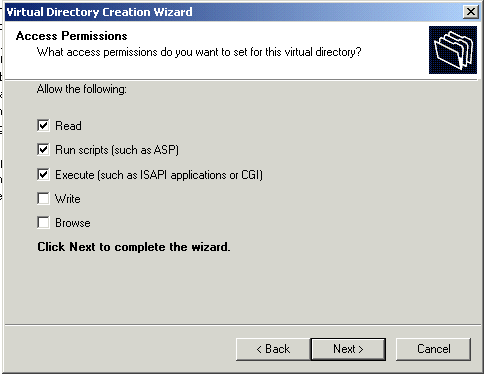 Virtual Directory Creation Wizard
Access Permissions
What access permissions do you want to set for this virtual directory?
Allow the following:
Read
Run scripts (such as ASP)
Execute (such as ISAPI applications or CGI)
Write
Browse
Click Next to complete the wizard.
< Back Next > Cancel